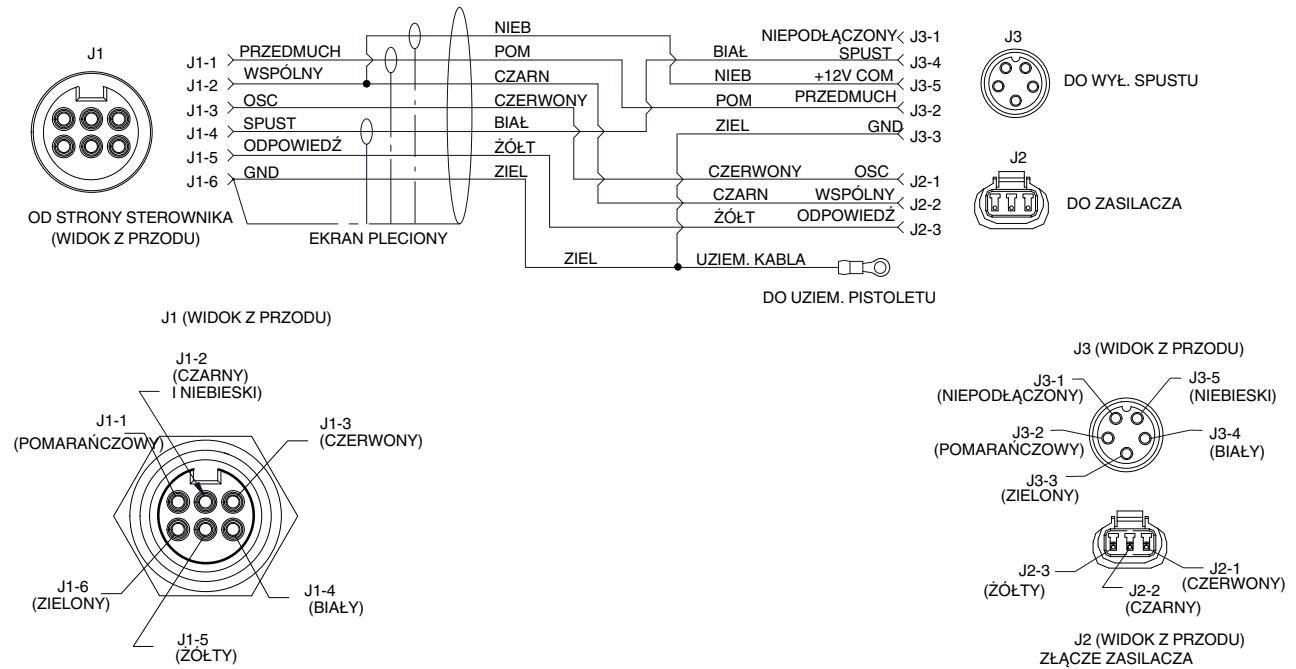 J1
J1-1
PRZEDMUCH
J1-2
WSPÓLNY
J1-3
OSC
J1-4
SPUST
J1-5
ODPOWIEDŹ
J1-6
GND
OD STRONY STEROWNIKA
(WIDOK Z PRZODU)
EKRAN PLECIONY
NIEB
POM
CZARN
CZERWONY
BIAŁ
ŻÓŁT
ZIEL
NIEPODŁĄCZONY J3-1
BIAŁ SPUST J3-4
NIEB +12V COM J3-5
POM PRZEDMUCH J3-2
ZIEL GND J3-3
CZERWONY OSC J2-1
CZARN WSPÓLNY J2-2
ŻÓŁT ODPOWIEDŹ J2-3
J3
DO WYŁ. SPUSTU
J2
DO ZASILACZA
ZIEL UZIEM. KABLA
DO UZIEM. PISTOLETU
J1 (WIDOK Z PRZODU)
J1-2
(CZARNY)
I NIEBIESKI)
J1-1
(POMARAŃCZOWY)
J1-3
(CZERWONY)
J1-6
(ZIELONY)
J1-4
(BIAŁY)
J1-5
(ŻÓŁTY)
J3 (WIDOK Z PRZODU)
J3-1
(NIEPODŁĄCZONY)
J3-5
(NIEBIESKI)
J3-2
(POMARAŃCZOWY)
J3-4
(BIAŁY)
J3-3
(ZIELONY)
J2-3
(ŻÓŁTY)
J2-2
(CZARNY)
J2-1
(CZERWONY)
J2 (WIDOK Z PRZODU)
ZŁĄCZE ZASILACZA